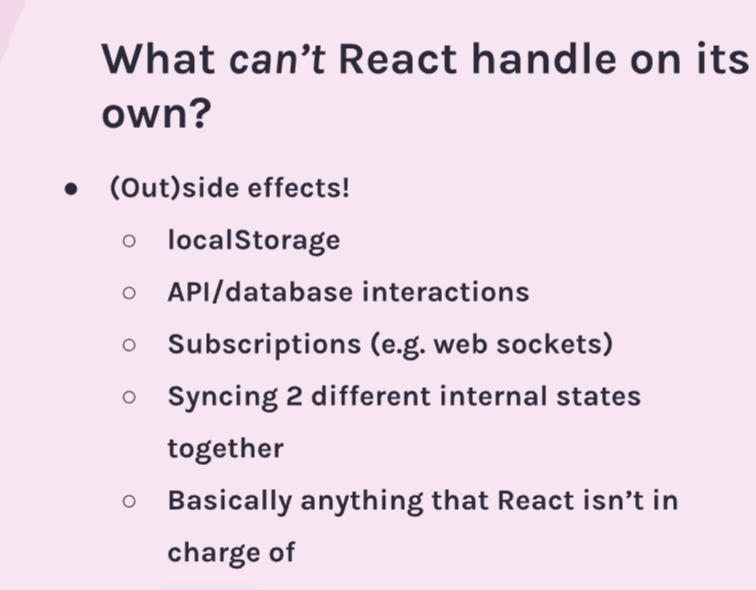 What can’t React handle on its
own?
● (Out)side effects!
○ localStorage
○ API/database interactions
○ Subscriptions (e.g. web sockets)
○ Syncing 2 different internal states
together
○ Basically anything that React isn’t in
charge of